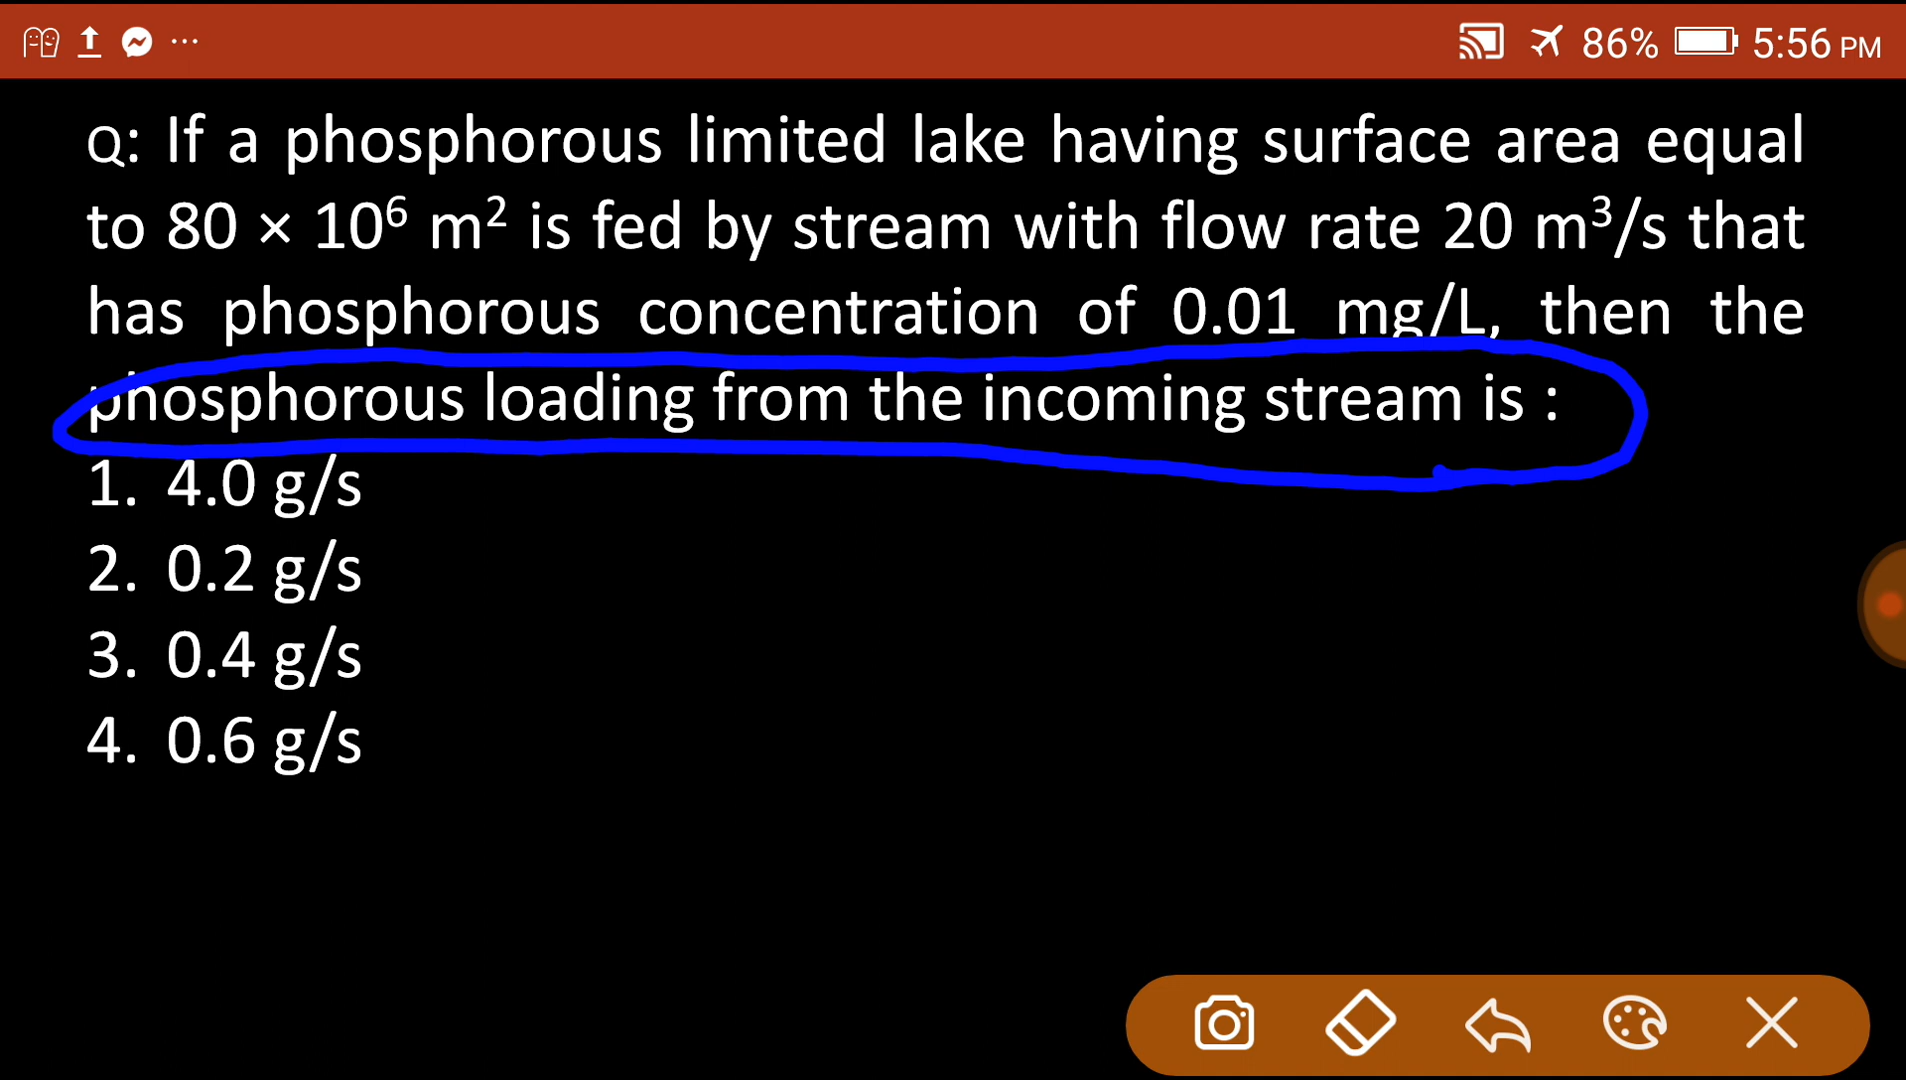 86% 5:56 PM
Q: If a phosphorous limited lake having surface area equal
to 80 × 10⁶ m² is fed by stream with flow rate 20 m³/s that
has phosphorous concentration of 0.01 mg/L, then the
phosphorous loading from the incoming stream is :
1. 4.0 g/s
2. 0.2 g/s
3. 0.4 g/s
4. 0.6 g/s